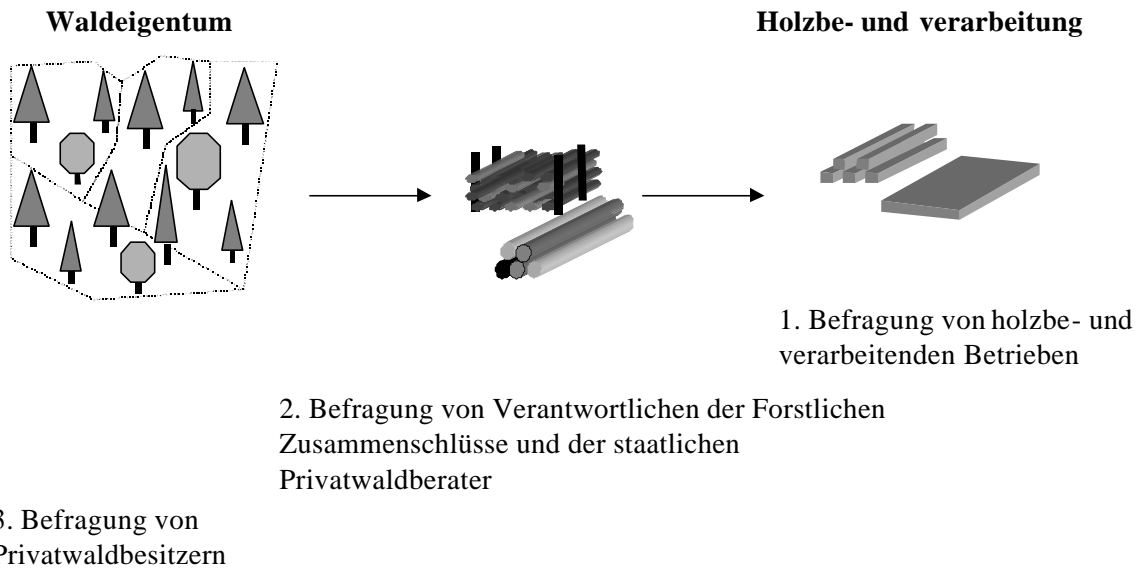 Waldeigentum
Holzbe- und verarbeitung
1. Befragung von holzbe- und
verarbeitenden Betrieben
2. Befragung von Verantwortlichen der Forstlichen
Zusammenschlüsse und der staatlichen
Privatwaldberater
3. Befragung von
Privatwaldbesitzern